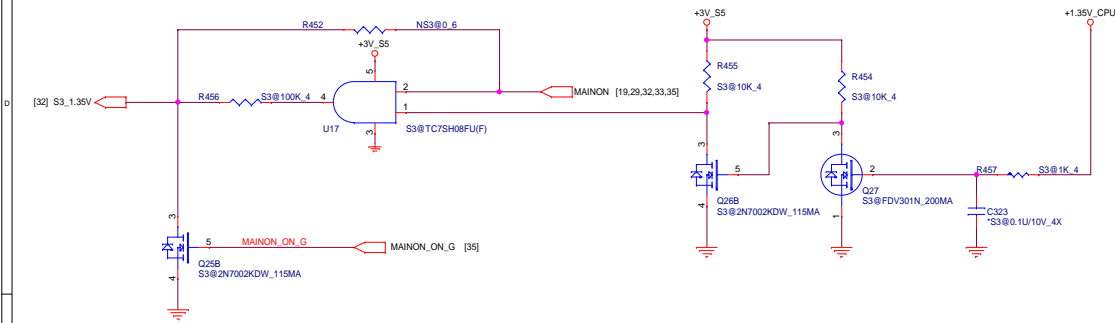 R452
NS3@0_6
+3V_S5
+3V_S5
+1.35V_CPU
R455
S3@10K_4
R454
S3@10K_4
5
2
MAINON [19,29,32,33,35]
D
[32] S3_1.35V
R456
S3@100K_4
4
1
U17
3
S3@TC7SH08FU(F)
3
5
4
Q26B
S3@2N7002KDW_115MA
3
2
1
Q27
S3@FDV301N_200MA
R457
S3@1K_4
C323
*S3@0.1U/10V_4X
3
5
4
MAINON_ON_G
MAINON_ON_G [35]
Q25B
S3@2N7002KDW_115MA